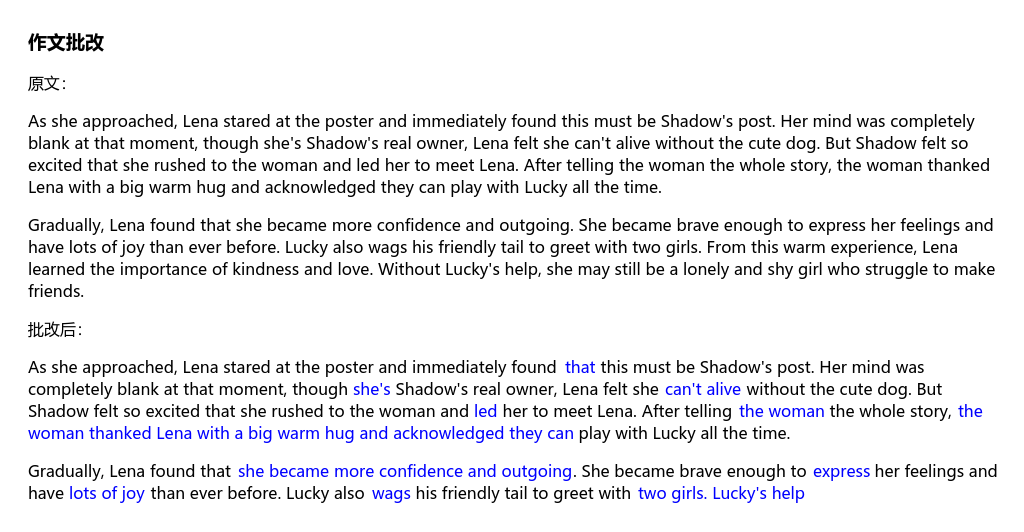 作文批改
原文：
As she approached, Lena stared at the poster and immediately found this must be Shadow's post. Her mind was completely
blank at that moment, though she's Shadow's real owner, Lena felt she can't alive without the cute dog. But Shadow felt so
excited that she rushed to the woman and led her to meet Lena. After telling the woman the whole story, the woman thanked
Lena with a big warm hug and acknowledged they can play with Lucky all the time.
Gradually, Lena found that she became more confidence and outgoing. She became brave enough to express her feelings and
have lots of joy than ever before. Lucky also wags his friendly tail to greet with two girls. From this warm experience, Lena
learned the importance of kindness and love. Without Lucky's help, she may still be a lonely and shy girl who struggle to make
friends.
批改后：
As she approached, Lena stared at the poster and immediately found that this must be Shadow's post. Her mind was
completely blank at that moment, though she's Shadow's real owner, Lena felt she can't alive without the cute dog. But
Shadow felt so excited that she rushed to the woman and led her to meet Lena. After telling the woman the whole story, the
woman thanked Lena with a big warm hug and acknowledged they can play with Lucky all the time.
Gradually, Lena found that she became more confidence and outgoing. She became brave enough to express her feelings and
have lots of joy than ever before. Lucky also wags his friendly tail to greet with two girls. Lucky's help